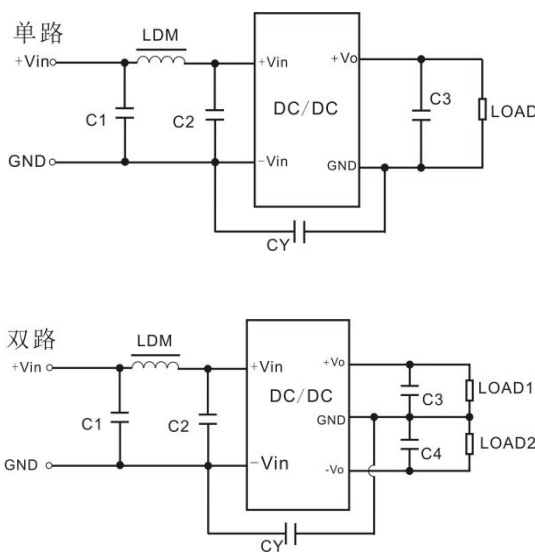 单路
LDM
+Vin
+Vin
+Vo
C1
C2
DC/DC
C3
LOAD
GND
-Vin
GND
CY
双路
LDM
+Vin
+Vin
+Vo
C1
C2
DC/DC
C3
LOAD1
GND
C4
LOAD2
GND
-Vin
-Vo
CY